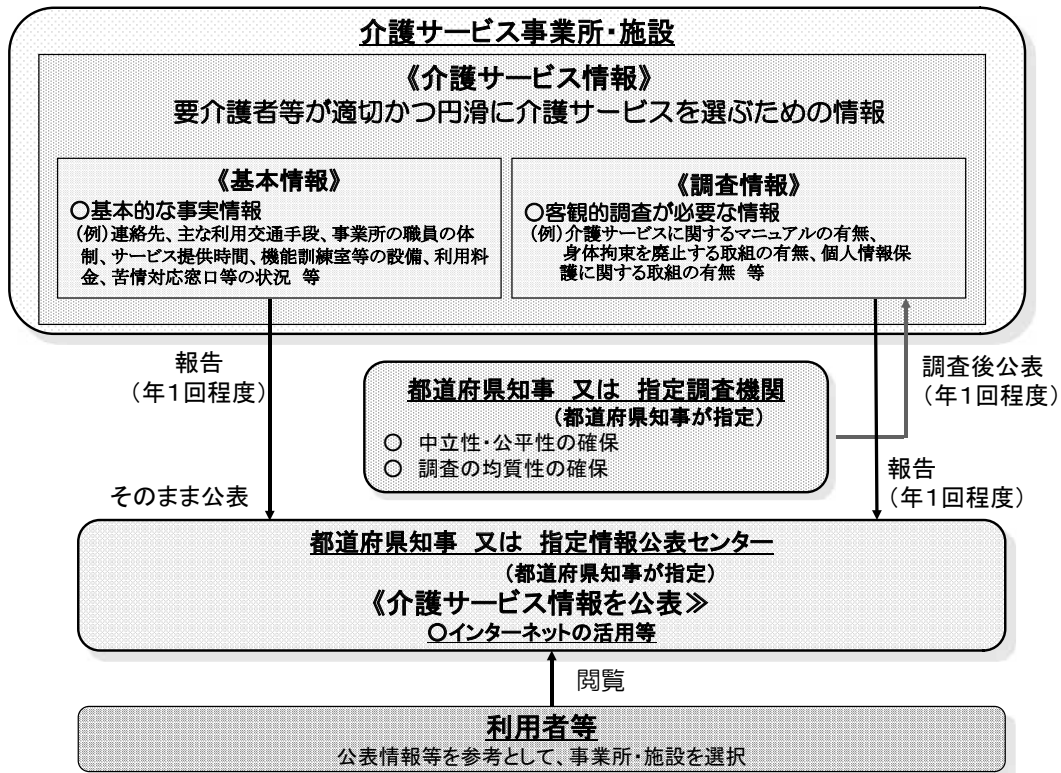 介護サービス事業所・施設
《介護サービス情報》
要介護者等が適切かつ円滑に介護サービスを選ぶための情報
《基本情報》
○基本的な事実情報
(例)連絡先、主な利用交通手段、事業所の職員の体
制、サービス提供時間、機能訓練室等の設備、利用料
金、苦情対応窓口等の状況 等
《調査情報》
○客観的調査が必要な情報
(例)介護サービスに関するマニュアルの有無、
身体拘束を廃止する取組の有無、個人情報保
護に関する取組の有無 等
報告
(年1回程度)
都道府県知事 又は 指定調査機関
(都道府県知事が指定)
○ 中立性・公平性の確保
○ 調査の均質性の確保
調査後公表
(年1回程度)
そのまま公表
報告
(年1回程度)
都道府県知事 又は 指定情報公表センター
(都道府県知事が指定)
《介護サービス情報を公表≫
○インターネットの活用等
閲覧
利用者等
公表情報等を参考として、事業所・施設を選択